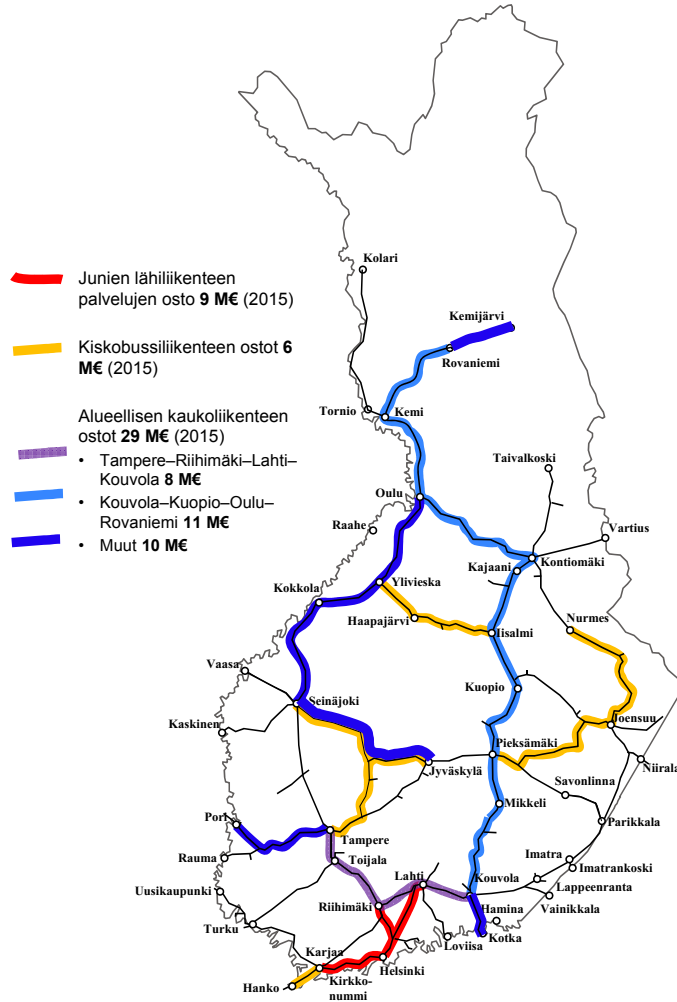 Junien lähiliikenteen
palvelujen osto 9 M€ (2015)
Kiskobussiliikenteen ostot 6
M€ (2015)
Alueellisen kaukoliikenteen
ostot 29 M€ (2015)
• Tampere–Riihimäki–Lahti–
Kouvola 8 M€
• Kouvola–Kuopio–Oulu–
Rovaniemi 11 M€
• Muut 10 M€
Kolari
Kemijärvi
Rovaniemi
Tornio
Kemi
Taivalkoski
Oulu
Raahe
Vartius
Kontiomäki
Kajaani
Ylivieska
Kokkola
Haapajärvi
Iisalmi
Nurmes
Vaasa
Kuopio
Seinäjoki
Kaskinen
Joensuu
Pieksämäki
Jyväskylä
Niirala
Savonlinna
Mikkeli
Pori
Parikkala
Tampere
Rauma
Toijala
Imatra
Imatrankoski
Lahti
Kouvola
Uusikaupunki
Lappeenranta
Vainikkala
Riihimäki
Hamina
Turku
Kotka
Loviisa
Karjaa
Helsinki
Hanko
Kirkko-
nummi